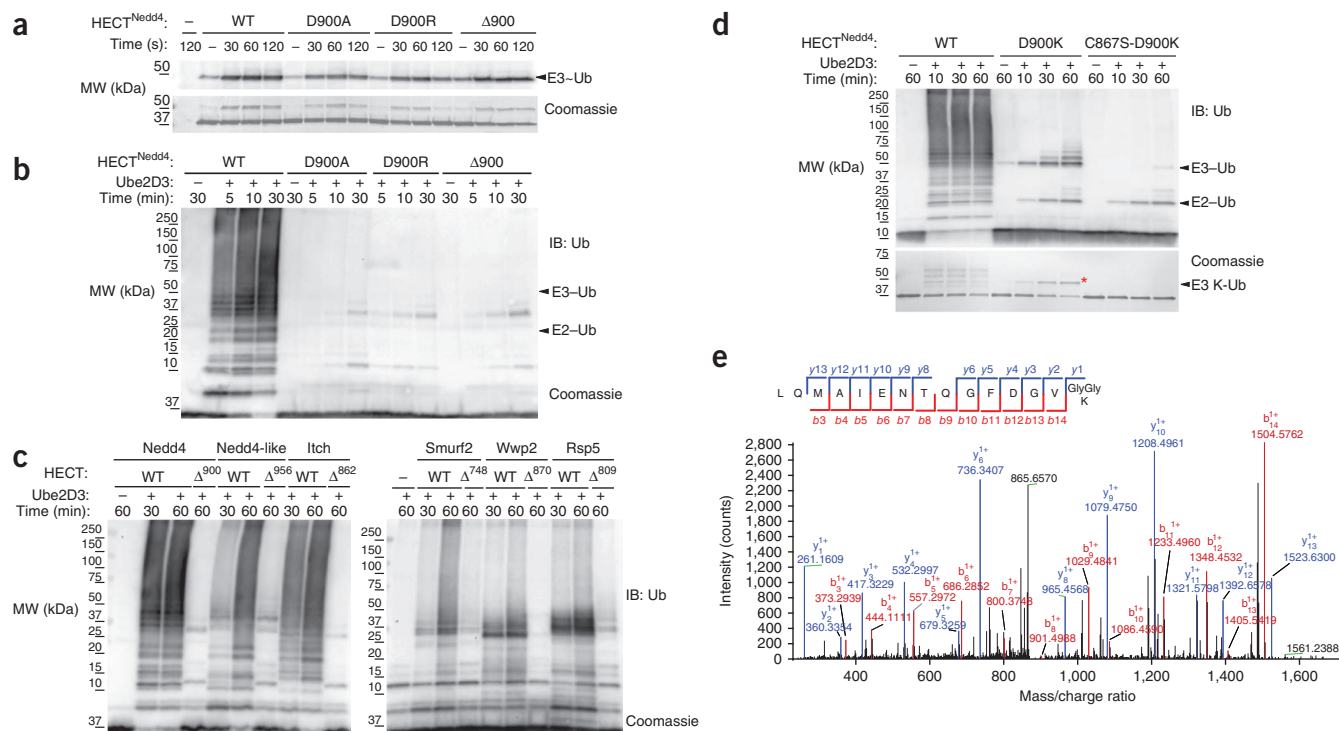 a
HECT^Nedd4: – WT D900A D900R Δ900
Time (s): 120 – 30 60 120 – 30 60 120 – 30 60 120 – 30 60 120
MW (kDa)
50
E3~Ub
50
37
Coomassie
b
HECT^Nedd4: WT D900A D900R Δ900
Ube2D3: – + + + – + + + + + + – + + +
Time (min): 30 5 10 30 30 5 10 30 5 10 30 30 5 10 30
MW (kDa)
250
150
100
75
50
37
25
20
15
10
37
IB: Ub
E3–Ub
E2–Ub
Coomassie
c
HECT: Nedd4 Nedd4-like Itch
WT Δ900 WT Δ956 WT Δ862
Ube2D3: – + + + + + + + + +
Time (min): 60 30 60 60 30 60 60 30 60 60
MW (kDa)
250
150
100
75
50
37
25
20
15
10
37
Smurf2 Wwp2 Rsp5
– WT Δ748 WT Δ870 WT Δ809
+ + + + + + + + + +
60 30 60 60 30 60 60 30 60 60
250
150
100
75
50
37
25
20
15
10
37
IB: Ub
Coomassie
d
HECT^Nedd4: WT D900K C867S-D900K
Ube2D3: – + + + – + + + – + + +
Time (min): 60 10 30 60 60 10 30 60 60 10 30 60
MW (kDa)
250
150
100
75
50
37
25
20
15
10
IB: Ub
E3–Ub
E2–Ub
Coomassie
50
50
37
*
E3 K-Ub
e
y13 y12 y11 y10 y9 y8 y6 y5 y4 y3 y2 y1
L Q M A I E N T Q G F D G V GlyGly
K
b3 b4 b5 b6 b7 b8 b9 b10 b11 b12 b13 b14
Intensity (counts)
2,800
2,600
2,400
2,200
2,000
1,800
1,600
1,400
1,200
1,000
800
600
400
200
0
y1 1+ 261.1609
y2 1+ 360.3354
b3 1+ 373.2939
y3 1+ 417.3229
b4 1+ 444.1111
y4 1+ 532.2997
b5 1+ 557.2972
y5 1+ 679.3259
b6 1+ 686.2852
y6 1+ 736.3407
b7 1+ 800.3748
865.6570
b8 1+ 901.4988
y8 1+ 965.4568
b9 1+ 1029.4841
y9 1+ 1079.4750
b10 1+ 1086.4590
y10 1+ 1208.4961
b11 1+ 1233.4960
y11 1+ 1321.5798
b12 1+ 1348.4532
y12 1+ 1392.6578
b13 1+ 1405.5419
b14 1+ 1504.5762
y13 1+ 1523.6300
1561.2388
400 600 800 1,000 1,200 1,400 1,600
Mass/charge ratio